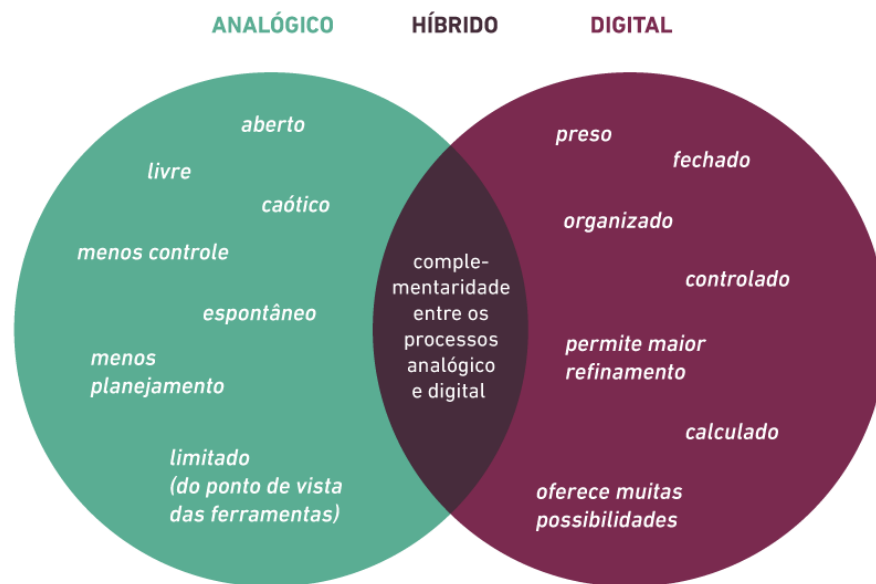 ANALÓGICO
HÍBRIDO
DIGITAL
aberto
livre
caótico
menos controle
espontâneo
menos
planejamento
limitado
(do ponto de vista
das ferramentas)
comple-
mentaridade
entre os
processos
analógico
e digital
preso
fechado
organizado
controlado
permite maior
refinamento
calculado
oferece muitas
possibilidades